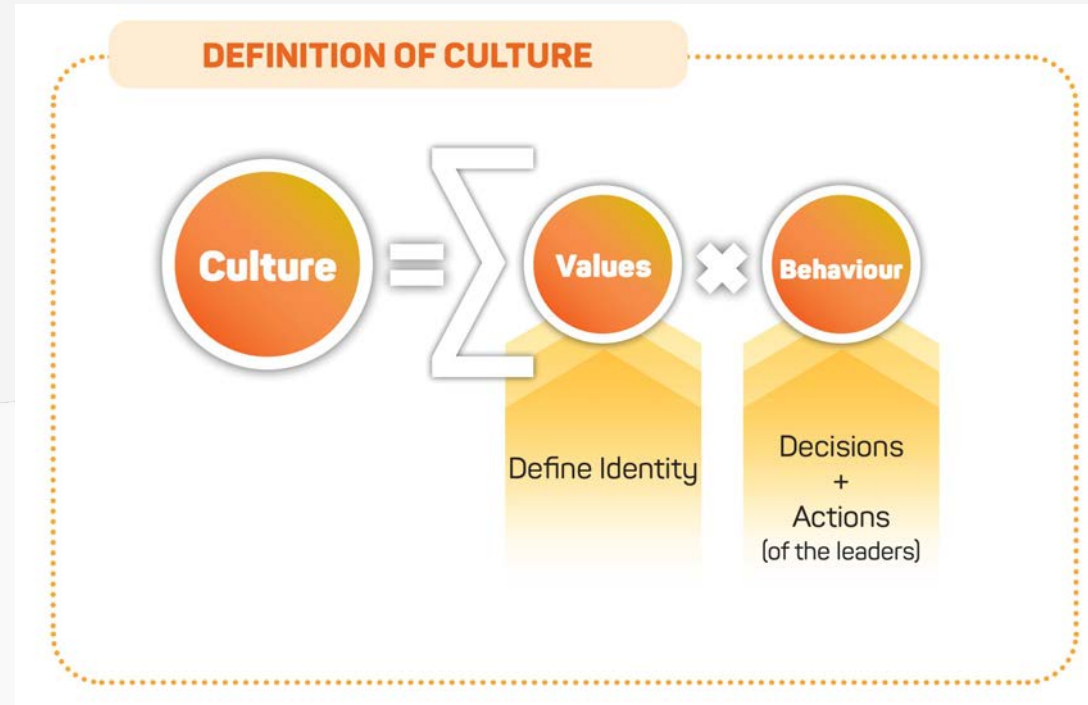 DEFINITION OF CULTURE
Culture = ∑ Values × Behaviour
Define Identity
Decisions
+
Actions
(of the leaders)